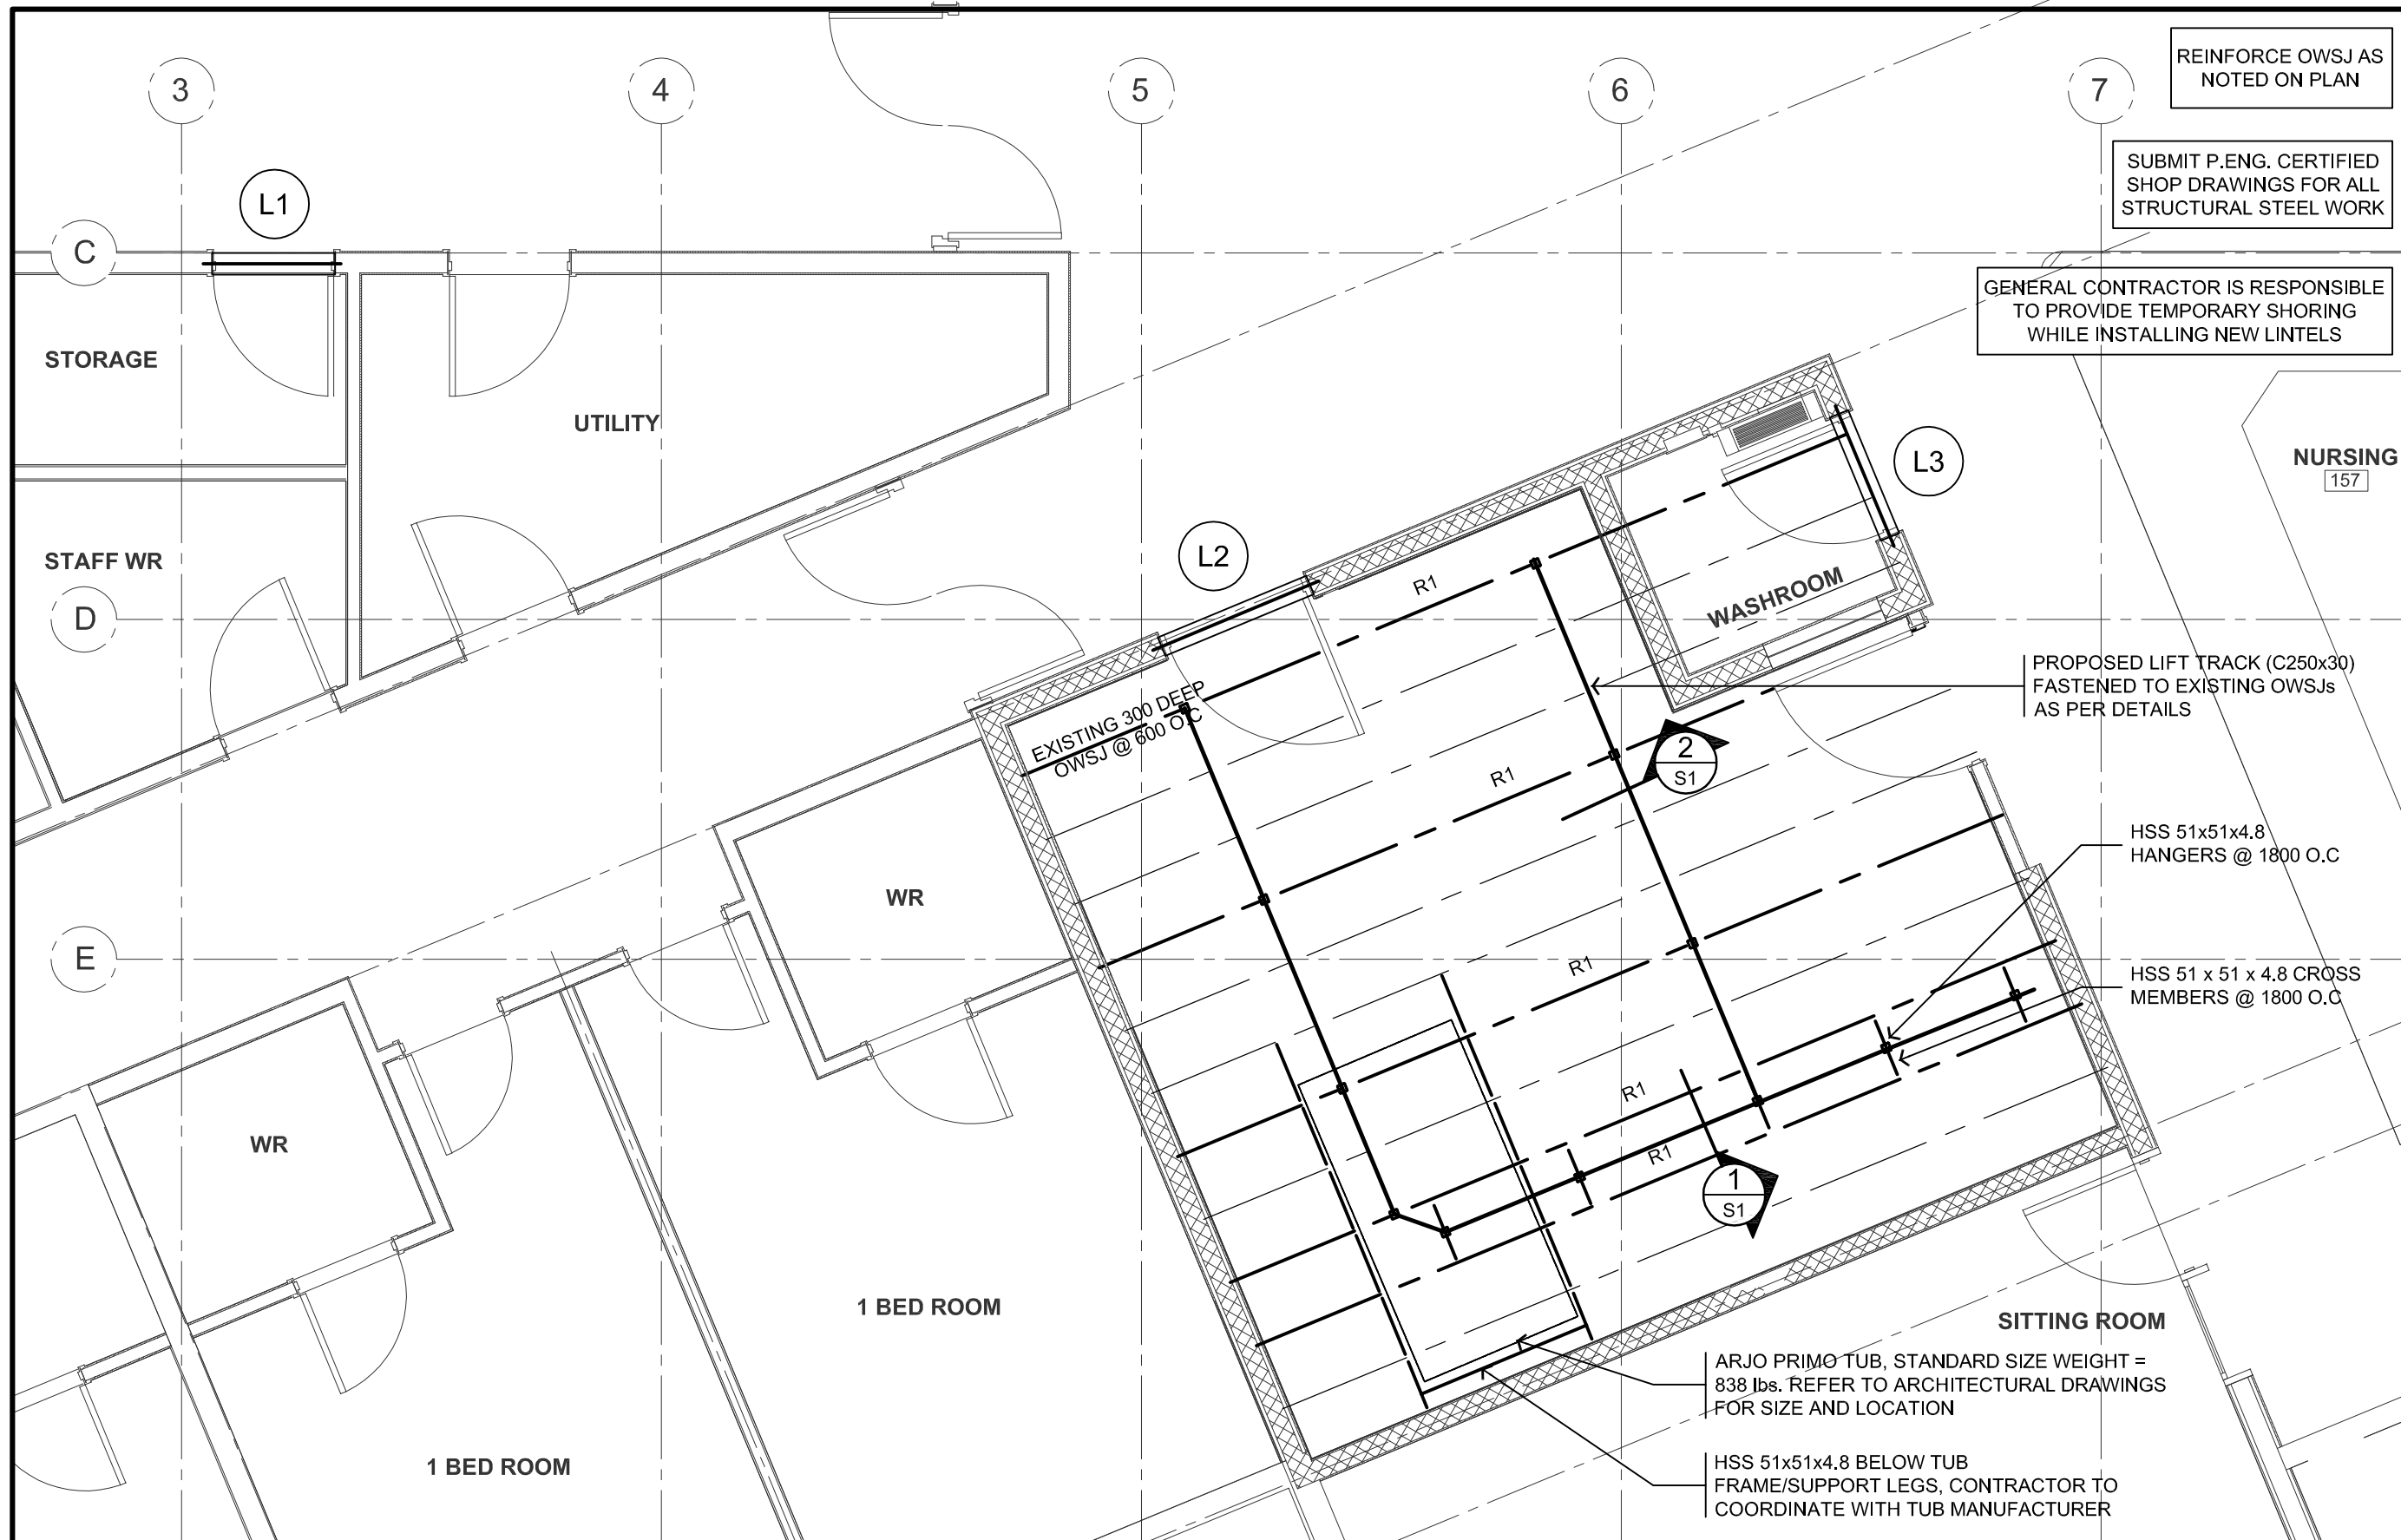 REINFORCE OWSJ AS
NOTED ON PLAN
3
4
5
6
7
SUBMIT P.ENG. CERTIFIED
SHOP DRAWINGS FOR ALL
STRUCTURAL STEEL WORK
L1
C
GENERAL CONTRACTOR IS RESPONSIBLE
TO PROVIDE TEMPORARY SHORING
WHILE INSTALLING NEW LINTELS
STORAGE
UTILITY
L3
NURSING
157
STAFF WR
L2
R1
WASHROOM
D
PROPOSED LIFT TRACK (C250x30)
FASTENED TO EXISTING OWSJs
AS PER DETAILS
EXISTING 300 DEEP
OWSJ @ 600 O.C
2
S1
R1
HSS 51x51x4.8
HANGERS @ 1800 O.C
WR
E
R1
HSS 51 x 51 x 4.8 CROSS
MEMBERS @ 1800 O.C
R1
WR
R1
1
S1
1 BED ROOM
SITTING ROOM
ARJO PRIMO TUB, STANDARD SIZE WEIGHT =
838 lbs. REFER TO ARCHITECTURAL DRAWINGS
FOR SIZE AND LOCATION
1 BED ROOM
HSS 51x51x4.8 BELOW TUB
FRAME/SUPPORT LEGS, CONTRACTOR TO
COORDINATE WITH TUB MANUFACTURER